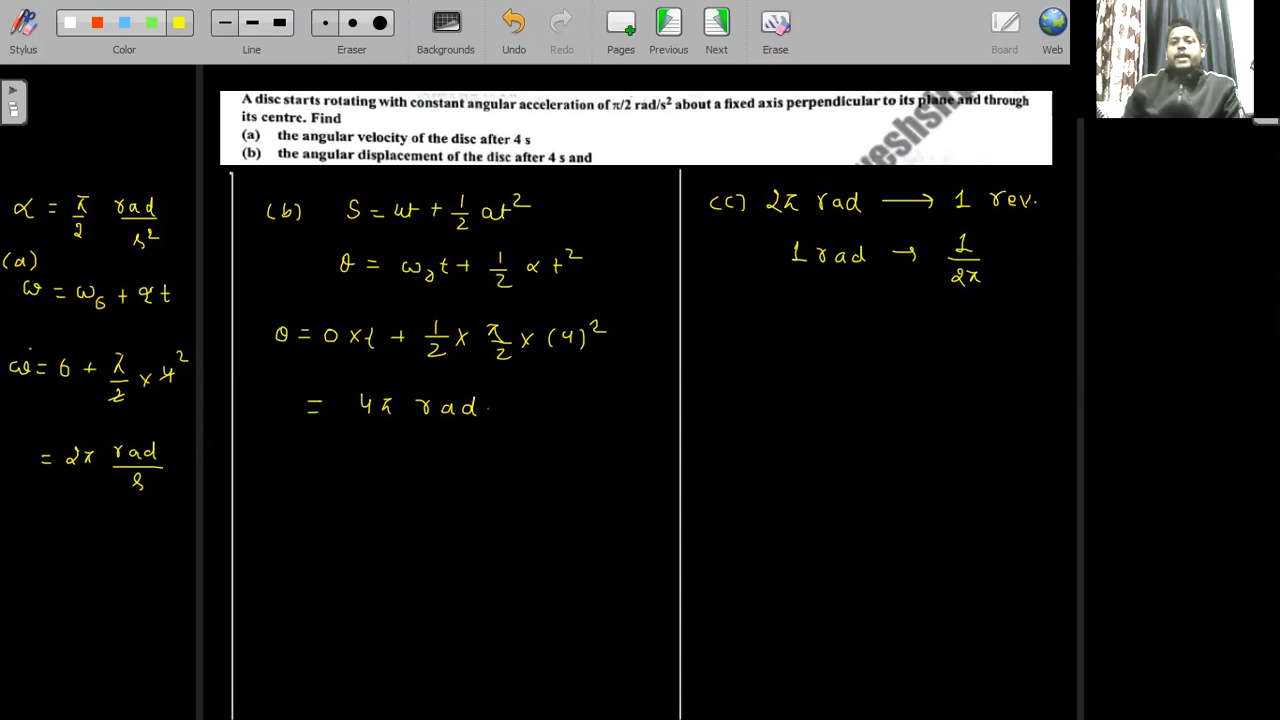 Stylus
Color
Line
Eraser
Backgrounds
Undo
Redo
Pages
Previous
Next
Erase
Board
Web
A disc starts rotating with constant angular acceleration of π/2 rad/s² about a fixed axis perpendicular to its plane and through
its centre. Find
(a) the angular velocity of the disc after 4 s
(b) the angular displacement of the disc after 4 s and
α = π/2 rad/s²
(a)
ω = ω₀ + αt
ω = 0 + π/2 × 4²
= 2π rad/s
(b) S = ut + 1/2 at²
θ = ω₀t + 1/2 α t²
θ = 0 × t + 1/2 × π/2 × (4)²
= 4π rad.
(c) 2π rad → 1 rev.
1 rad → 1/2π